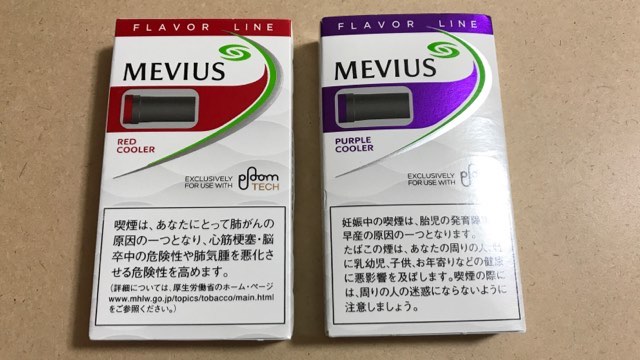 FLAVOR LINE
MEVIUS
RED
COOLER
EXCLUSIVELY
FOR USE WITH
Ploom
TECH
喫煙は、あなたにとって肺がんの
原因の一つとなり、心筋梗塞・脳
卒中の危険性や肺気腫を悪化さ
せる危険性を高めます。
(詳細については、厚生労働省のホーム・ページ
www.mhlw.go.jp/topics/tobacco/main.html
をご参照ください。)
FLAVOR LINE
MEVIUS
PURPLE
COOLER
EXCLUSIVELY
FOR USE WITH
Ploom
TECH
妊娠中の喫煙は、胎児の発育障
早産の原因の一つとなります。
たばこの煙は、あなたの周りの人、
に乳幼児、子供、お年寄りなどの健康
に悪影響を及ぼします。喫煙の際に
は、周りの人の迷惑にならないように
注意しましょう。